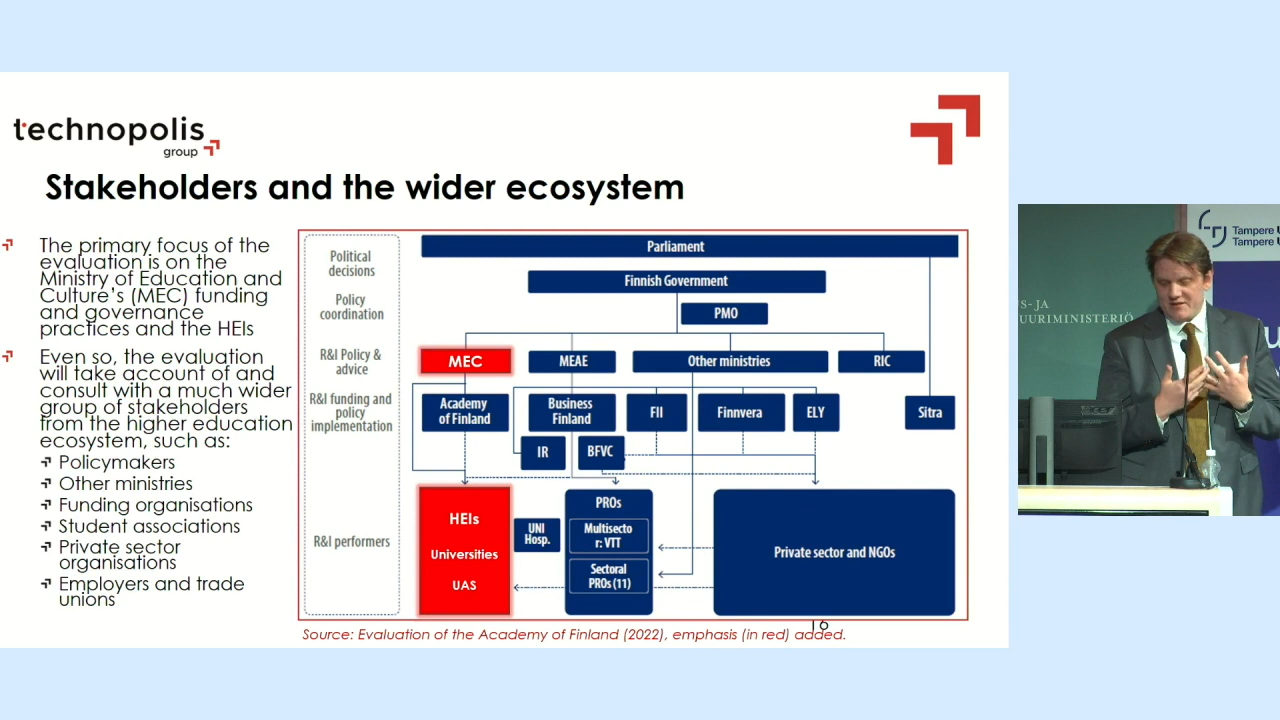 technopolis
group
Stakeholders and the wider ecosystem
The primary focus of the
evaluation is on the
Ministry of Education and
Culture's (MEC) funding
and governance
practices and the HEIs
Even so, the evaluation
will take account of and
consult with a much wider
group of stakeholders
from the higher education
ecosystem, such as:
Policymakers
Other ministries
Funding organisations
Student associations
Private sector
organisations
Employers and trade
unions
Political
decisions
Policy
coordination
R&I Policy &
advice
R&I funding and
policy
implementation
R&I performers
Parliament
Finnish Government
PMO
MEC
MEAE
Other ministries
RIC
Academy
of Finland
Business
Finland
FII
Finnvera
ELY
Sitra
IR
BFVC
HEIs
Universities
UAS
UNI
Hosp.
PROs
Multisecto
r: VTT
Sectoral
PROs (11)
Private sector and NGOs
16
Source: Evaluation of the Academy of Finland (2022), emphasis (in red) added.
US- JA
UURIMINISTERIÖ
Tampere U
Tampere U